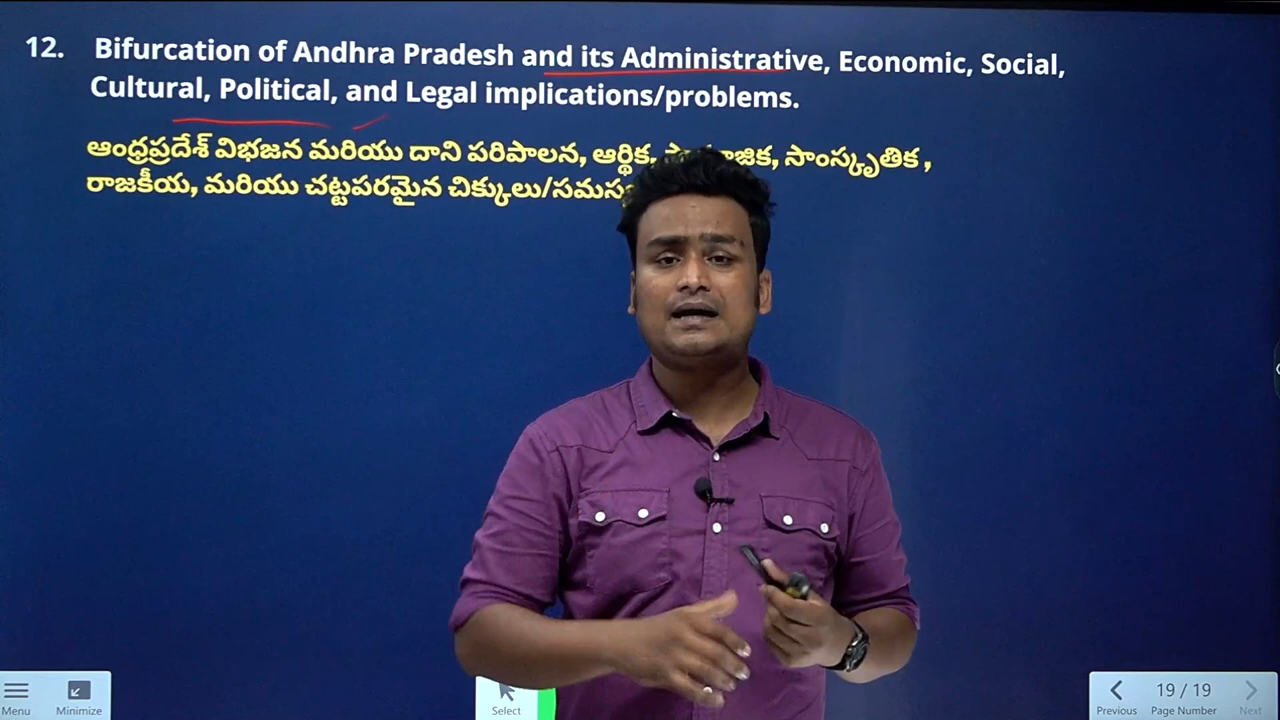 12. Bifurcation of Andhra Pradesh and its Administrative, Economic, Social,
Cultural, Political, and Legal implications/problems.
ఆంధ్రప్రదేశ్ విభజన మరియు దాని పరిపాలన, ఆర్థిక, సాంస్కృతిక ,
రాజకీయ, మరియు చట్టపరమైన చిక్కులు/
Menu
Minimize
Select
19 / 19
Previous Page Number Next